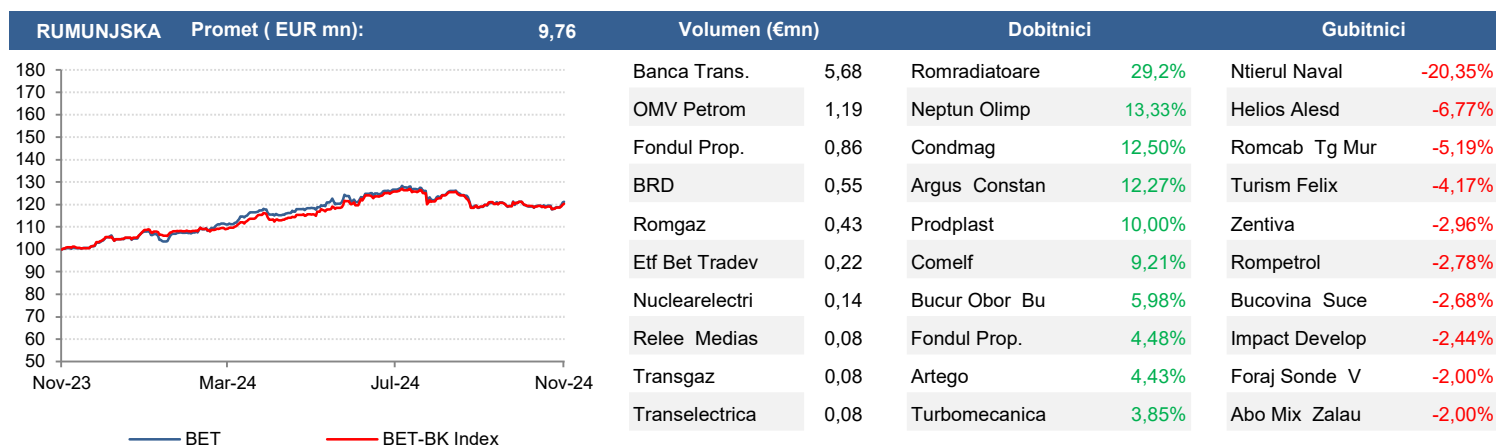 RUMUNJSKA Promet ( EUR mn): 9,76 Volumen (€mn) Dobitnici Gubitnici
180
170
160
150
140
130
120
110
100
90
80
70
60
50
Nov-23 Mar-24 Jul-24 Nov-24
BET BET-BK Index
Banca Trans. 5,68 Romradiatoare 29,2% Ntierul Naval -20,35%
OMV Petrom 1,19 Neptun Olimp 13,33% Helios Alesd -6,77%
Fondul Prop. 0,86 Condmag 12,50% Romcab Tg Mur -5,19%
BRD 0,55 Argus Constan 12,27% Turism Felix -4,17%
Romgaz 0,43 Prodplast 10,00% Zentiva -2,96%
Etf Bet Tradev 0,22 Comelf 9,21% Rompetrol -2,78%
Nuclearelectri 0,14 Bucur Obor Bu 5,98% Bucovina Suce -2,68%
Relee Medias 0,08 Fondul Prop. 4,48% Impact Develop -2,44%
Transgaz 0,08 Artego 4,43% Foraj Sonde V -2,00%
Transelectrica 0,08 Turbomecanica 3,85% Abo Mix Zalau -2,00%